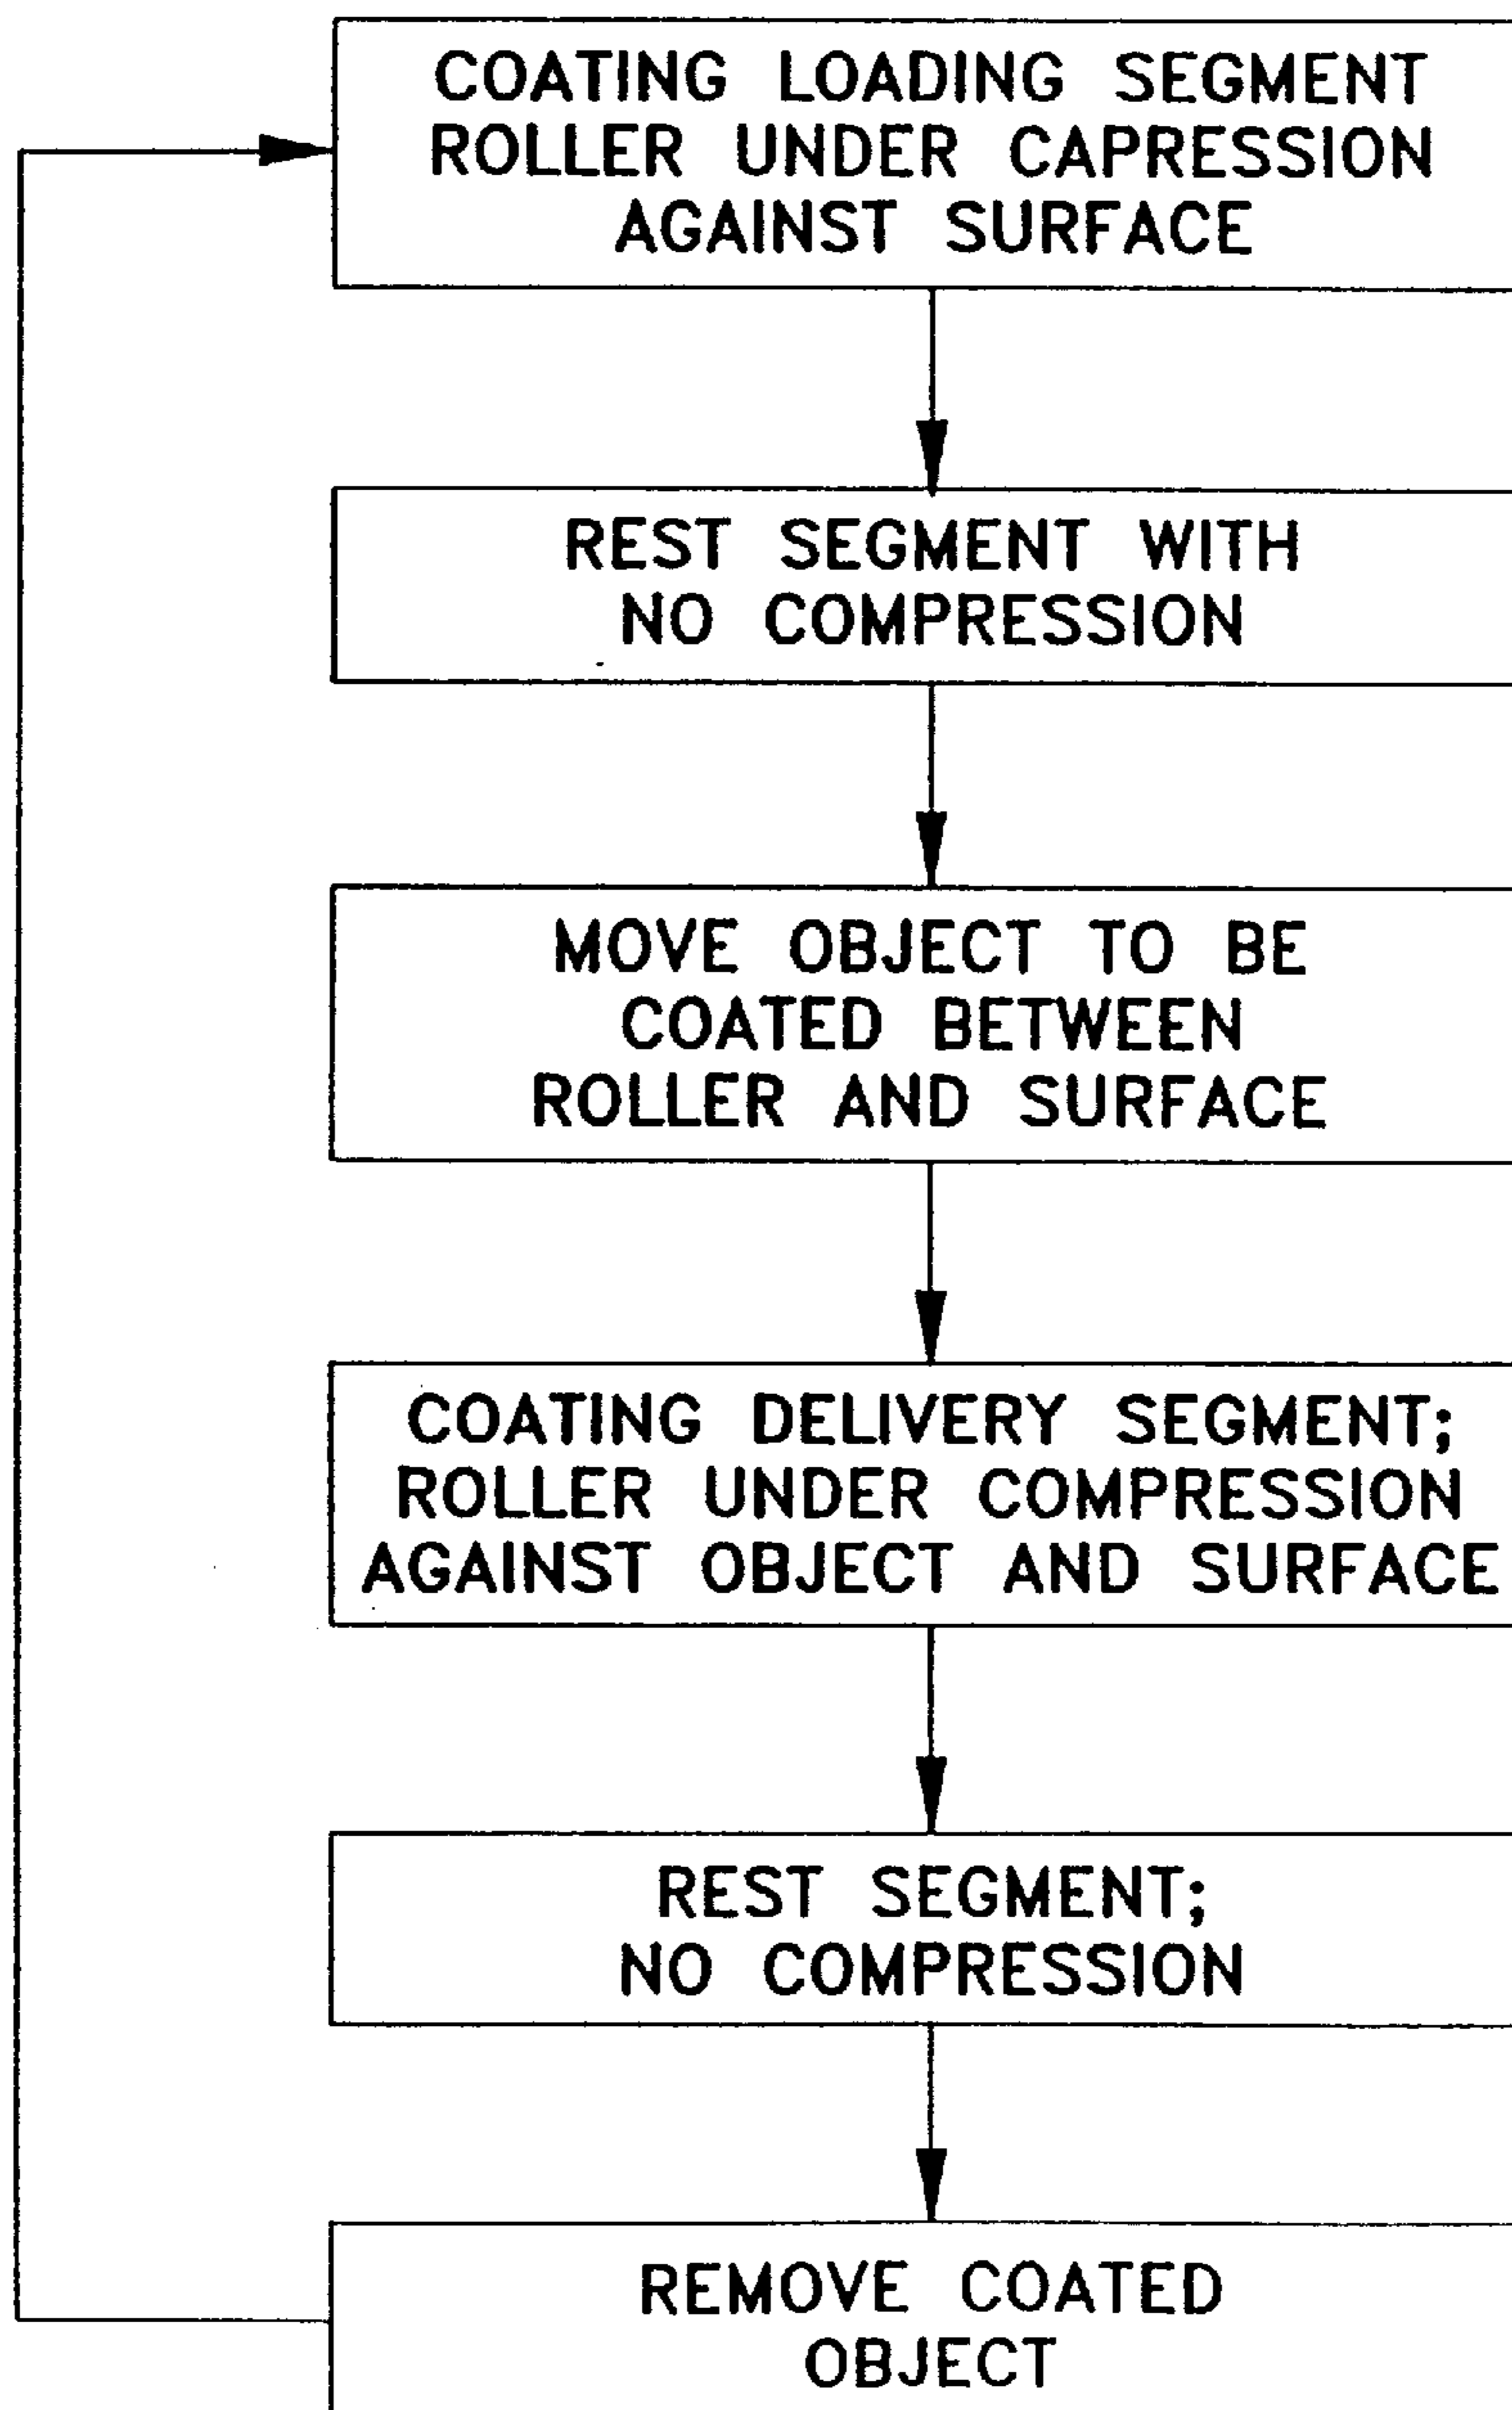 COATING LOADING SEGMENT
ROLLER UNDER CAPRESSION
AGAINST SURFACE
REST SEGMENT WITH
NO COMPRESSION
MOVE OBJECT TO BE
COATED BETWEEN
ROLLER AND SURFACE
COATING DELIVERY SEGMENT;
ROLLER UNDER COMPRESSION
AGAINST OBJECT AND SURFACE
REST SEGMENT;
NO COMPRESSION
REMOVE COATED
OBJECT